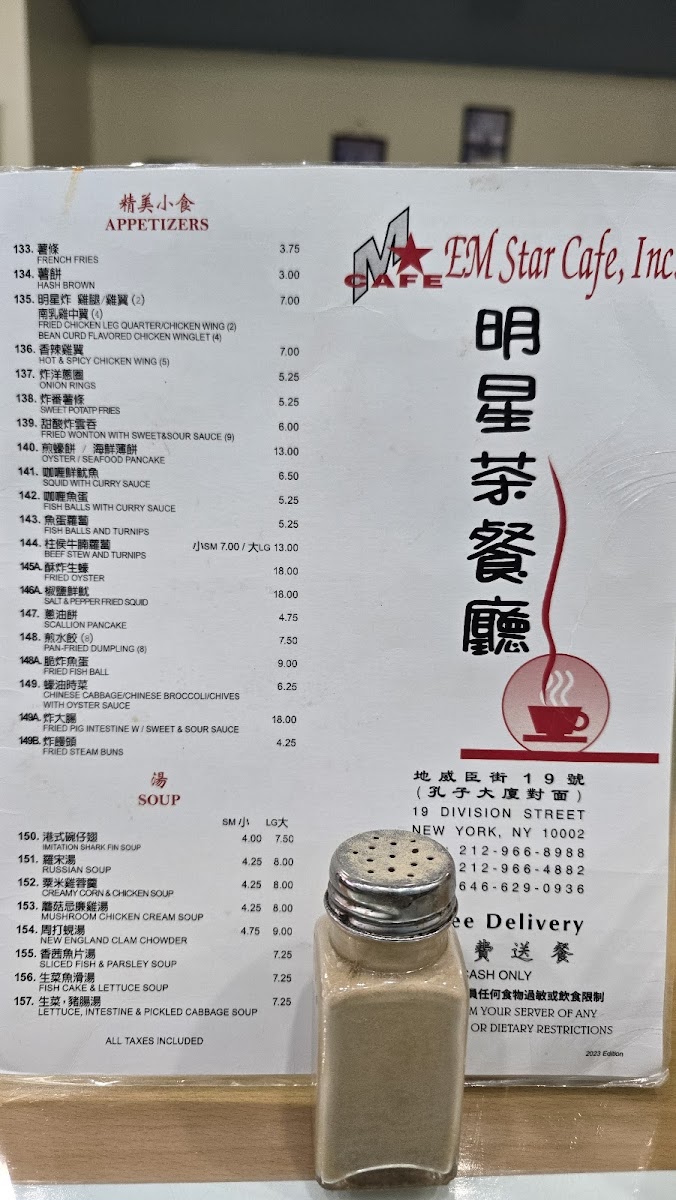 精美小食
APPETIZERS
133. 薯條 3.75
FRENCH FRIES
134. 薯餅 3.00
HASH BROWN
135. 明星炸 雞腿/雞翼 (2) 7.00
南乳雞中翼 (4)
FRIED CHICKEN LEG QUARTER/CHICKEN WING (2)
BEAN CURD FLAVORED CHICKEN WINGLET (4)
136. 香辣雞翼 7.00
HOT & SPICY CHICKEN WING (5)
137. 炸洋蔥圈 5.25
ONION RINGS
138. 炸番薯條 5.25
SWEET POTATP FRIES
139. 甜酸炸雲吞 6.00
FRIED WONTON WITH SWEET&SOUR SAUCE (9)
140. 煎蠔餅 / 海鮮薄餅 13.00
OYSTER / SEAFOOD PANCAKE
141. 咖喱鮮魷魚 6.50
SQUID WITH CURRY SAUCE
142. 咖喱魚蛋 5.25
FISH BALLS WITH CURRY SAUCE
143. 魚蛋蘿蔔 5.25
FISH BALLS AND TURNIPS
144. 柱侯牛腩蘿蔔 小SM 7.00 / 大LG 13.00
BEEF STEW AND TURNIPS
145A. 酥炸生蠔 18.00
FRIED OYSTER
146A. 椒鹽鮮魷 18.00
SALT & PEPPER FRIED SQUID
147. 蔥油餅 4.75
SCALLION PANCAKE
148. 煎水餃 (8) 7.50
PAN-FRIED DUMPLING (8)
148A. 脆炸魚蛋 9.00
FRIED FISH BALL
149. 蠔油時菜 6.25
CHINESE CABBAGE/CHINESE BROCCOLI/CHIVES
WITH OYSTER SAUCE
149A. 炸大腸 18.00
FRIED PIG INTESTINE W / SWEET & SOUR SAUCE
149B. 炸饅頭 4.25
FRIED STEAM BUNS
湯
SOUP
SM 小 LG大
150. 港式碗仔翅 4.00 7.50
IMITATION SHARK FIN SOUP
151. 羅宋湯 4.25 8.00
RUSSIAN SOUP
152. 粟米雞蓉羹 4.25 8.00
CREAMY CORN & CHICKEN SOUP
153. 蘑菇忌廉雞湯 4.25 8.00
MUSHROOM CHICKEN CREAM SOUP
154. 周打蜆湯 4.75 9.00
NEW ENGLAND CLAM CHOWDER
155. 香茜魚片湯 7.25
SLICED FISH & PARSLEY SOUP
156. 生菜魚滑湯 7.25
FISH CAKE & LETTUCE SOUP
157. 生菜,豬腸湯 7.25
LETTUCE, INTESTINE & PICKLED CABBAGE SOUP
ALL TAXES INCLUDED
M CAFE EM Star Cafe, Inc.
明星茶餐廳
地威臣街 19 號
(孔子大廈對面)
19 DIVISION STREET
NEW YORK, NY 10002
212-966-8988
212-966-4882
646-629-0936
Delivery
費送餐
CASH ONLY
任何食物過敏或飲食限制
YOUR SERVER OF ANY
OR DIETARY RESTRICTIONS
2023 Edition